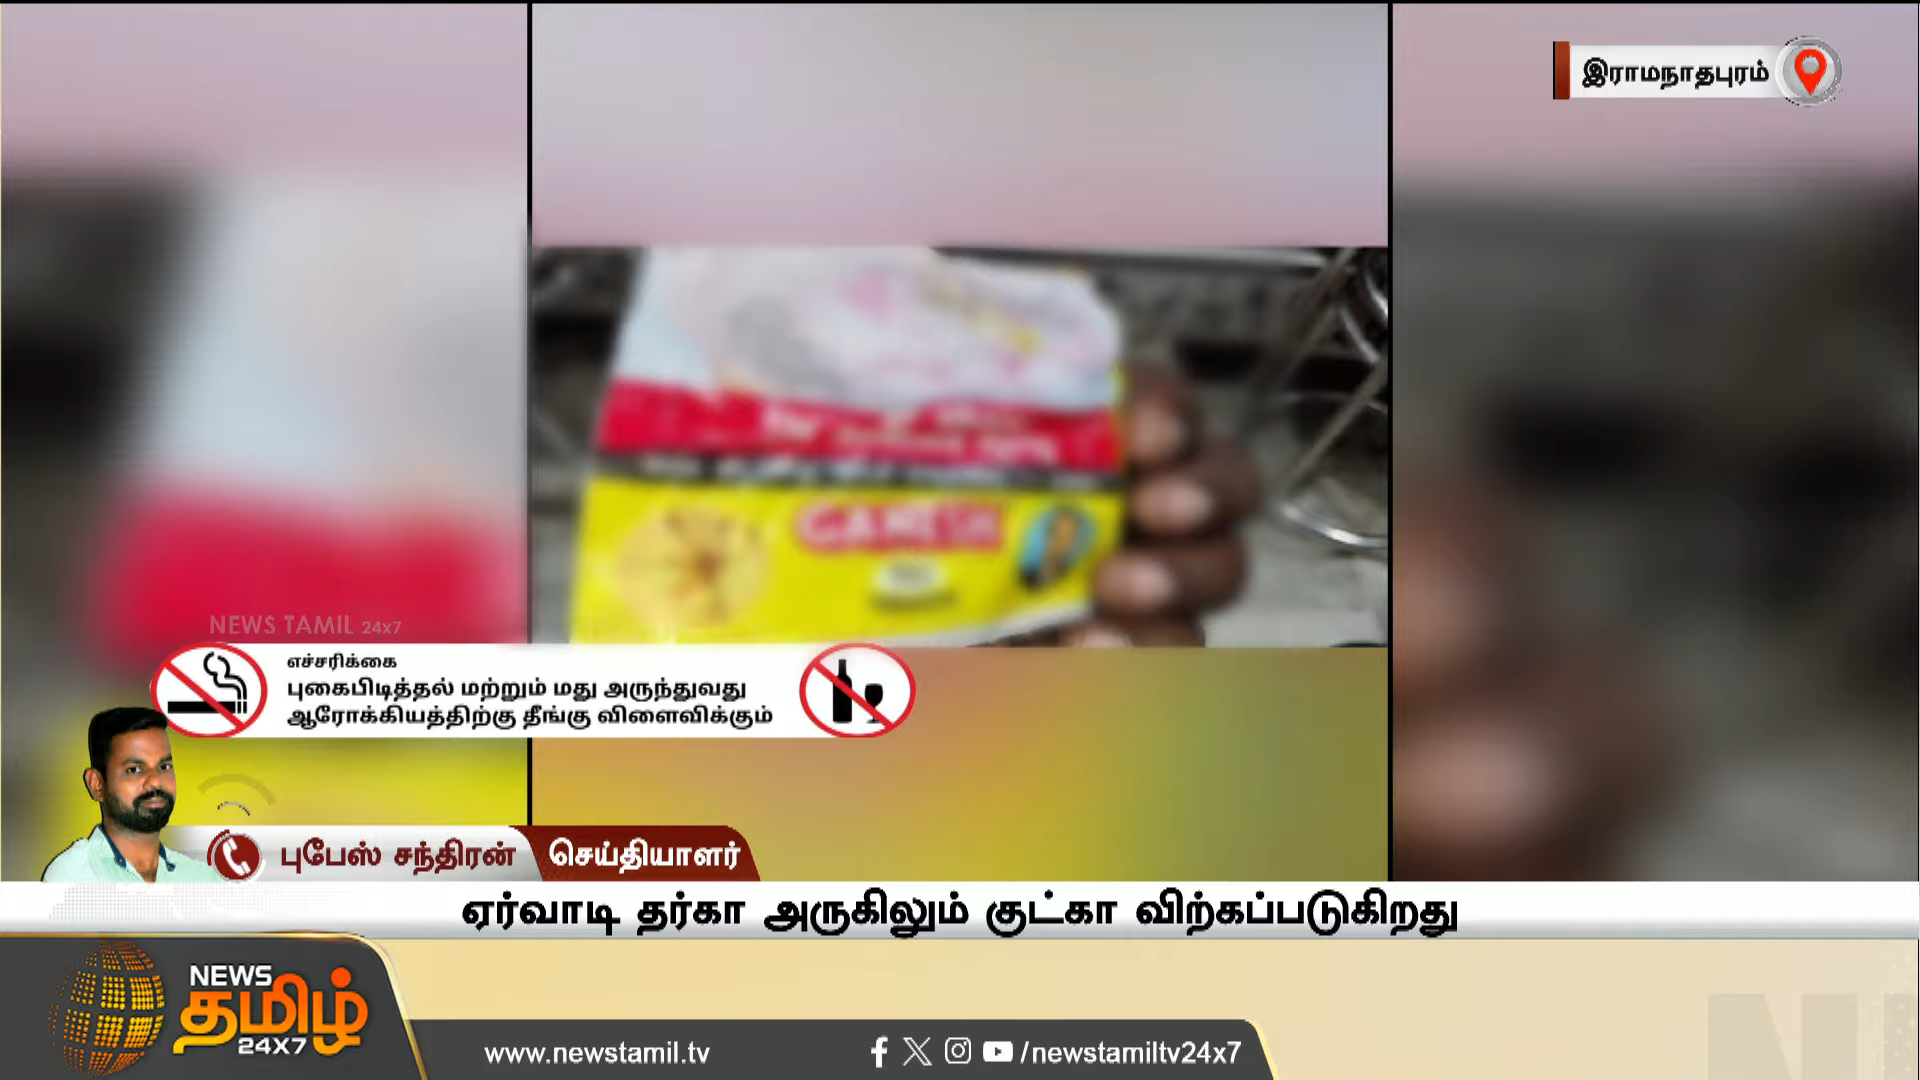 இராமநாதபுரம்
GANESH
NEWS TAMIL 24x7
எச்சரிக்கை
புகைபிடித்தல் மற்றும் மது அருந்துவது
ஆரோக்கியத்திற்கு தீங்கு விளைவிக்கும்
புபேஸ் சந்திரன் செய்தியாளர்
ஏர்வாடி தர்கா அருகிலும் குட்கா விற்கப்படுகிறது
NEWS
தமிழ்
24X7
www.newstamil.tv
/newstamiltv24x7